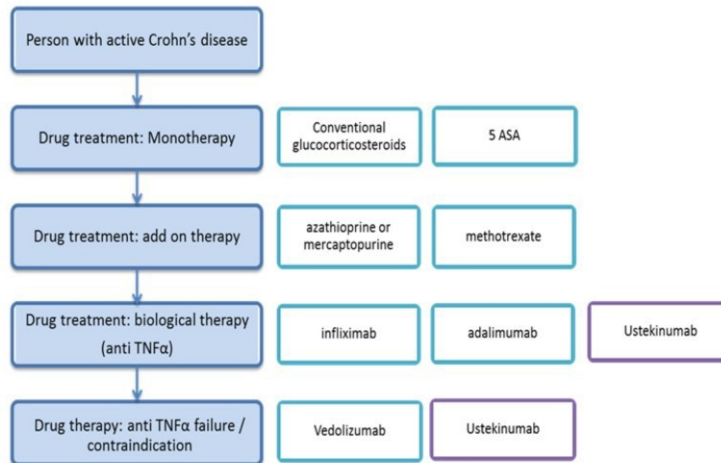 Person with active Crohn's disease
Drug treatment: Monotherapy
Conventional
glucocorticosteroids
5 ASA
Drug treatment: add on therapy
azathioprine or
mercaptopurine
methotrexate
Drug treatment: biological therapy
(anti TNFα)
infliximab
adalimumab
Ustekinumab
Drug therapy: anti TNFα failure /
contraindication
Vedolizumab
Ustekinumab